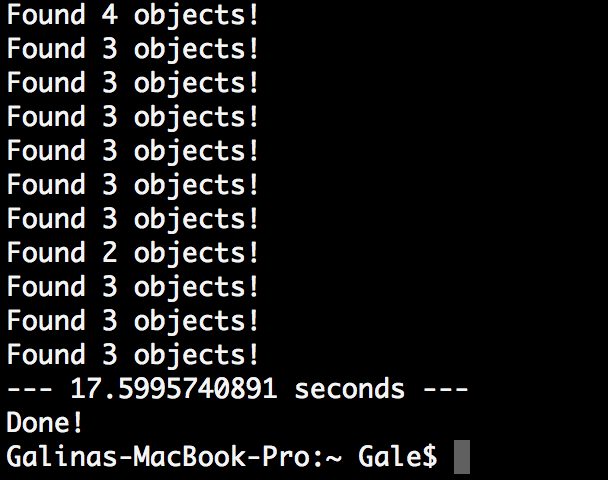 Found 4 objects!
Found 3 objects!
Found 3 objects!
Found 3 objects!
Found 3 objects!
Found 3 objects!
Found 3 objects!
Found 2 objects!
Found 3 objects!
Found 3 objects!
Found 3 objects!
--- 17.5995740891 seconds ---
Done!
Galinas-MacBook-Pro:~ Gale$